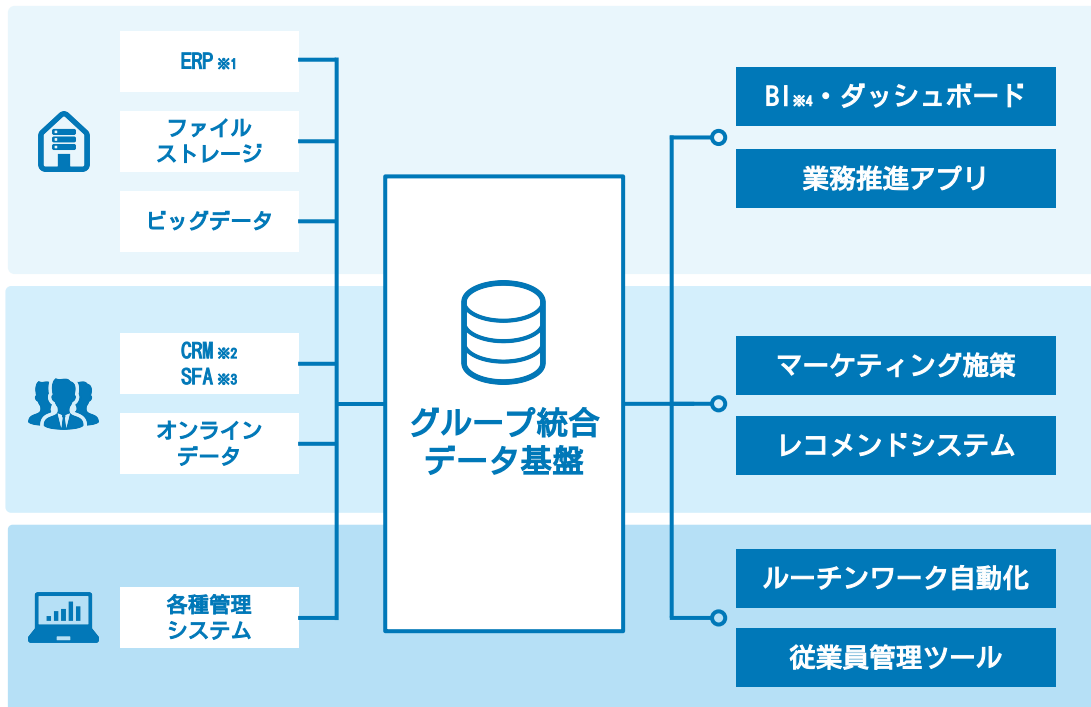 ERP ※1
ファイル
ストレージ
ビッグデータ
CRM ※2
SFA ※3
オンライン
データ
各種管理
システム
グループ統合
データ基盤
BI※4・ダッシュボード
業務推進アプリ
マーケティング施策
レコメンドシステム
ルーチンワーク自動化
従業員管理ツール